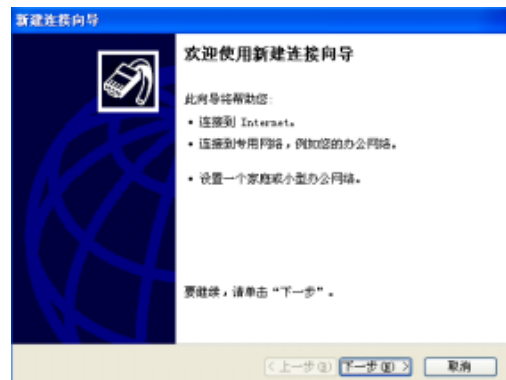 新建连接向导
欢迎使用新建连接向导
此向导将帮助您:
• 连接到 Internet。
• 连接到专用网络，例如您的办公网络。
• 设置一个家庭或小型办公网络。
要继续，请单击“下一步”。
< 上一步(B) 下一步(N) > 取消